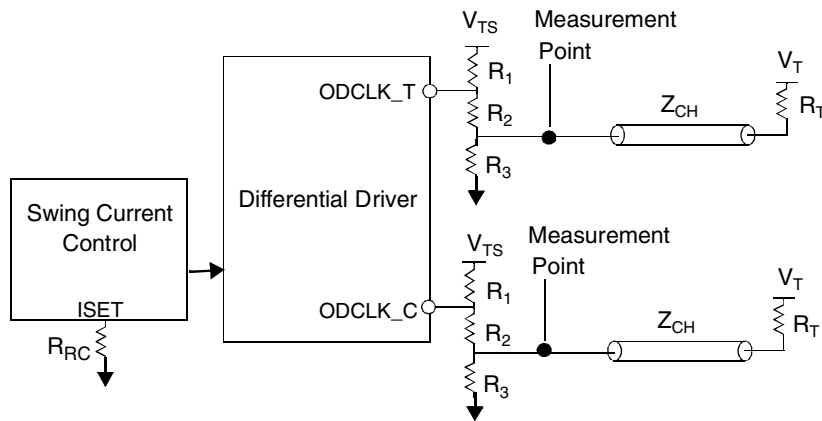 V_TS
Measurement
Point
R_1
V_T
ODCLK_T
Z_CH
R_T
R_2
R_3
Differential Driver
Swing Current
Control
Measurement
Point
V_TS
ISET
ODCLK_C
R_1
V_T
R_RC
R_2
Z_CH
R_T
R_3